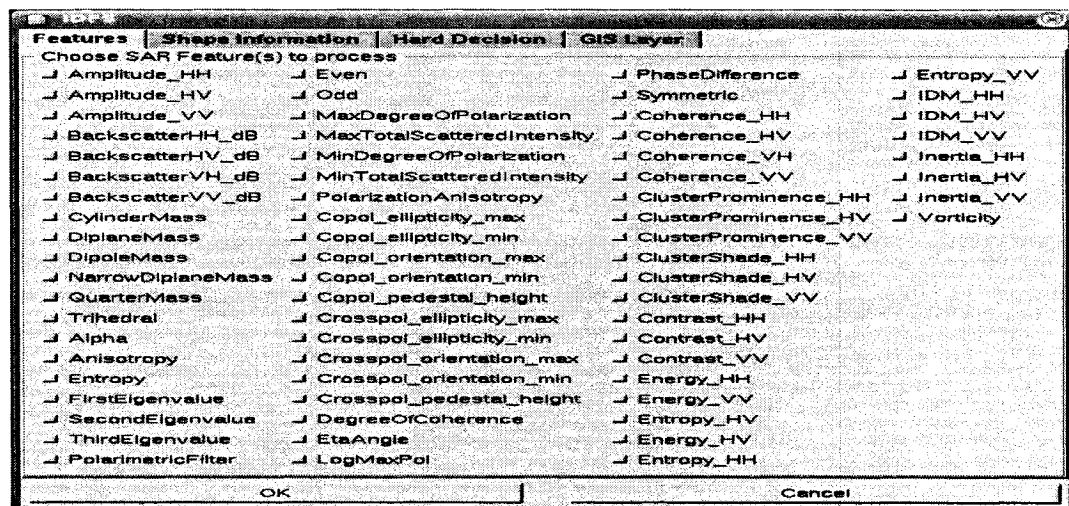 IDFS
Features Shape Information Hard Decision GIS Layer
Choose SAR Feature(s) to process
Amplitude_HH
Amplitude_HV
Amplitude_VV
BackscatterHH_dB
BackscatterHV_dB
BackscatterVH_dB
BackscatterVV_dB
CylinderMass
DiplaneMass
DipoleMass
NarrowDiplaneMass
QuarterMass
Trihedral
Alpha
Anisotropy
Entropy
FirstEigenvalue
SecondEigenvalue
ThirdEigenvalue
PolarimetricFilter
Even
Odd
MaxDegreeOfPolarization
MaxTotalScatteredIntensity
MinDegreeOfPolarization
MinTotalScatteredIntensity
PolarizationAnisotropy
Copol_ellipticity_max
Copol_ellipticity_min
Copol_orientation_max
Copol_orientation_min
Copol_pedestal_height
Crosspol_ellipticity_max
Crosspol_ellipticity_min
Crosspol_orientation_max
Crosspol_orientation_min
Crosspol_pedestal_height
DegreeOfCoherence
EtaAngle
LogMaxPol
PhaseDifference
Symmetric
Coherence_HH
Coherence_HV
Coherence_VH
Coherence_VV
ClusterProminence_HH
ClusterProminence_HV
ClusterProminence_VV
ClusterShade_HH
ClusterShade_HV
ClusterShade_VV
Contrast_HH
Contrast_HV
Contrast_VV
Energy_HH
Energy_VV
Entropy_HV
Energy_HV
Entropy_HH
Entropy_VV
IDM_HH
IDM_HV
IDM_VV
Inertia_HH
Inertia_HV
Inertia_VV
Vorticity
OK Cancel